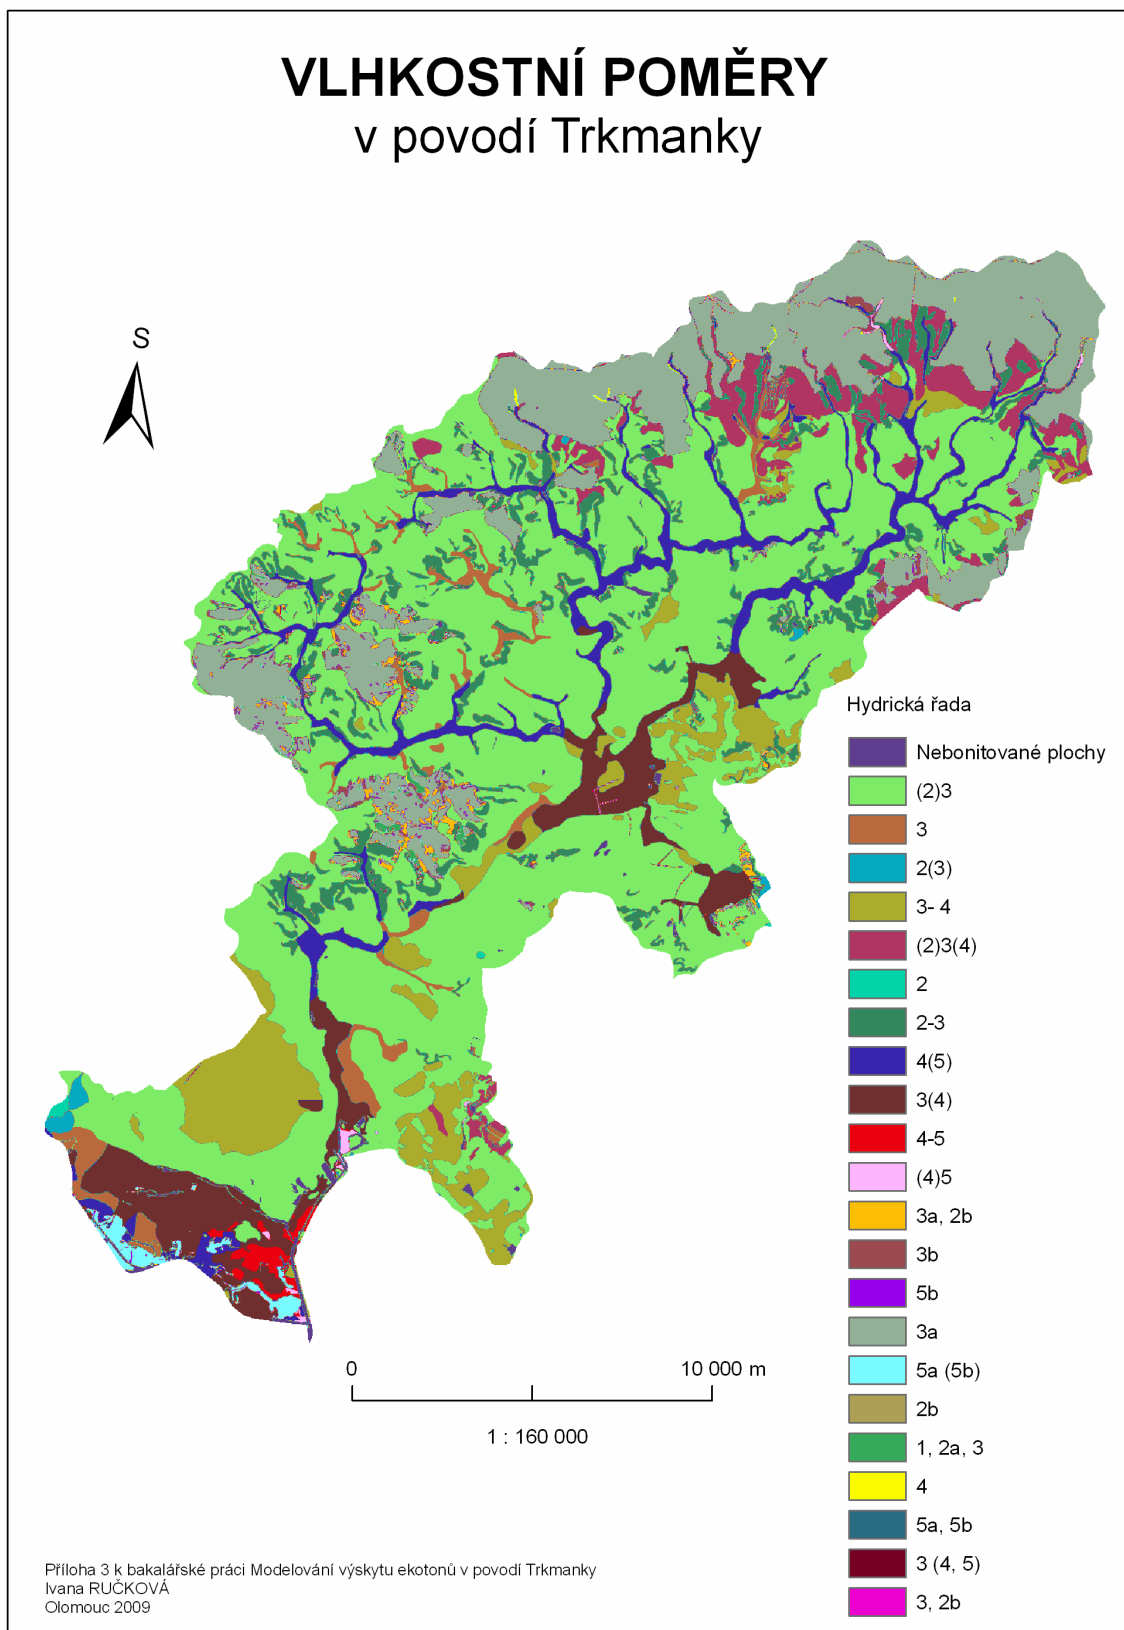 VLHKOSTNÍ POMĚRY
v povodí Trkmanky
S
Hydrická řada
Nebonitované plochy
(2)3
3
2(3)
3- 4
(2)3(4)
2
2-3
4(5)
3(4)
4-5
(4)5
3a, 2b
3b
5b
3a
5a (5b)
2b
1, 2a, 3
4
5a, 5b
3 (4, 5)
3, 2b
0 10 000 m
1 : 160 000
Příloha 3 k bakalářské práci Modelování výskytu ekotonů v povodí Trkmanky
Ivana RUČKOVÁ
Olomouc 2009